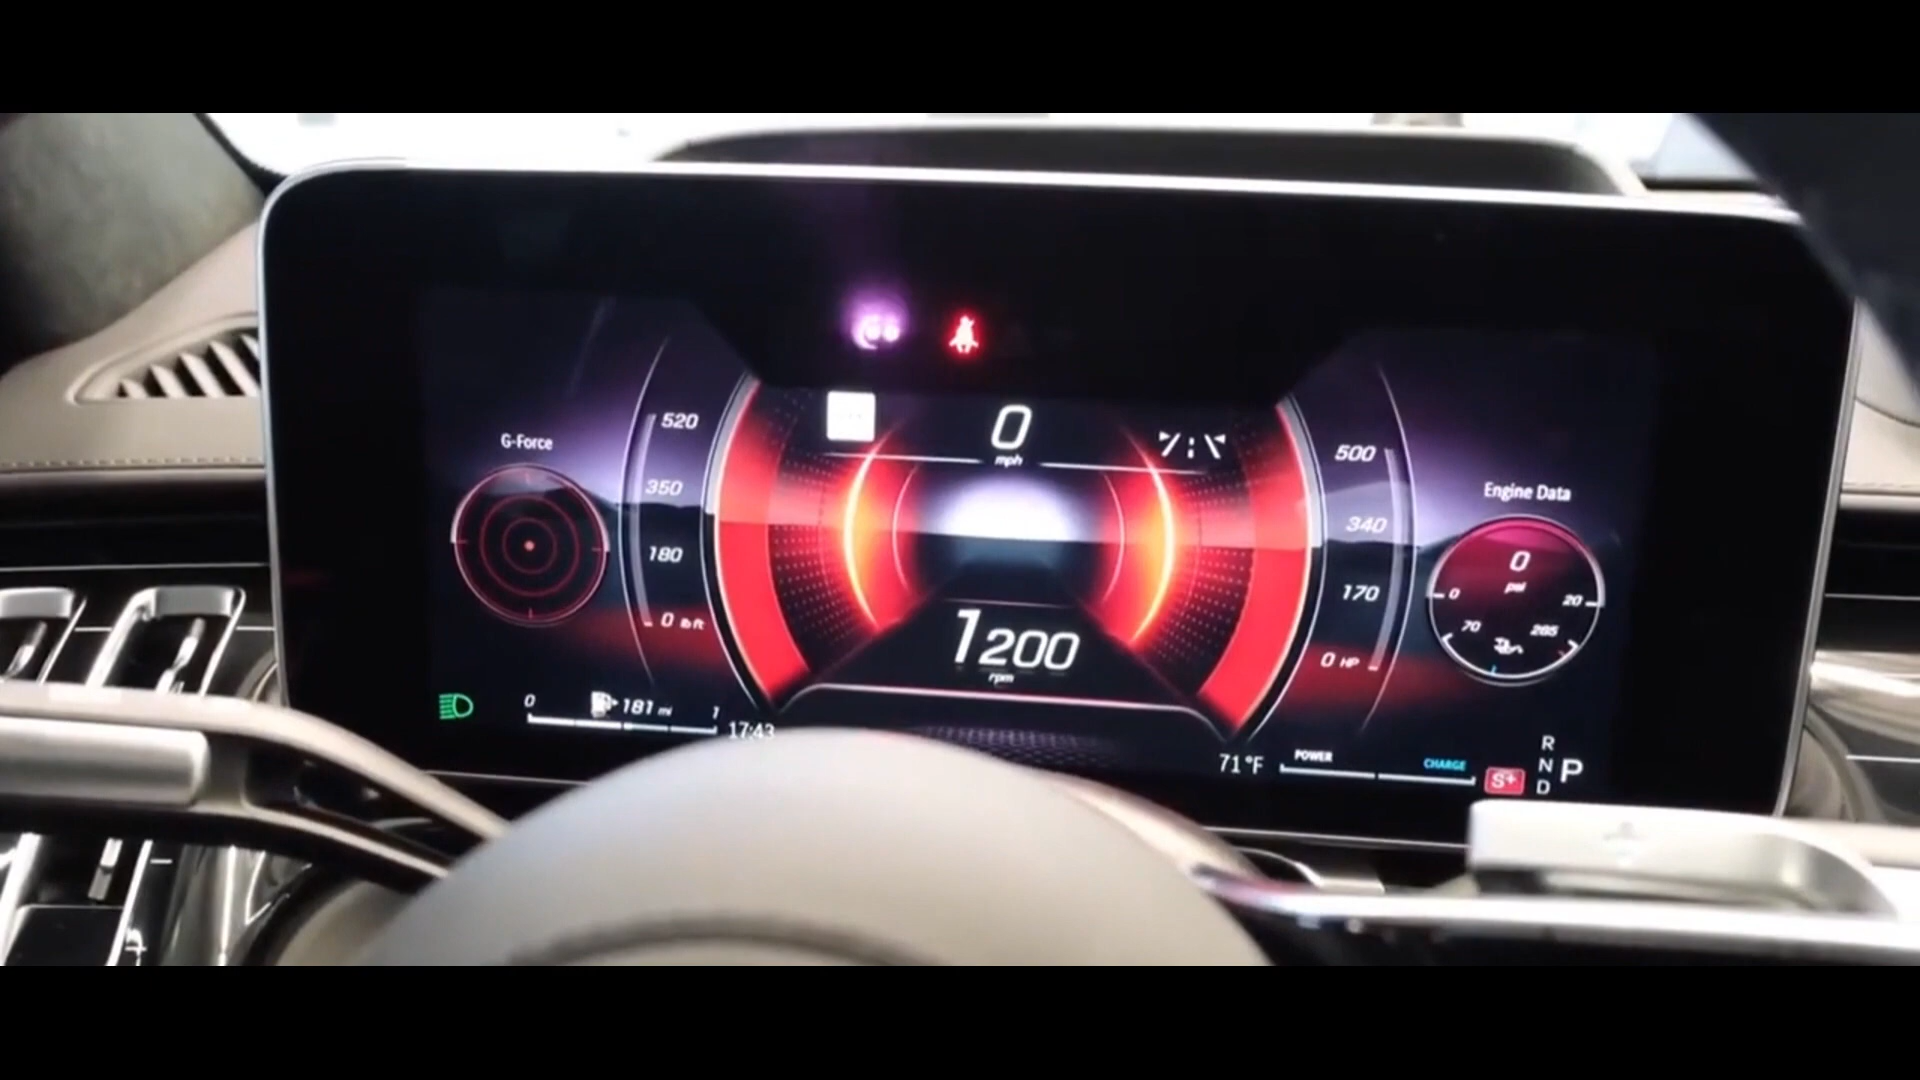 0
mph
G-Force
520
350
180
0 lb ft
500
340
170
0 HP
Engine Data
0
psi
0 20
70 285
1200
rpm
0 181 mi 1
17:43
71°F
POWER
CHARGE
S+
R
N P
D